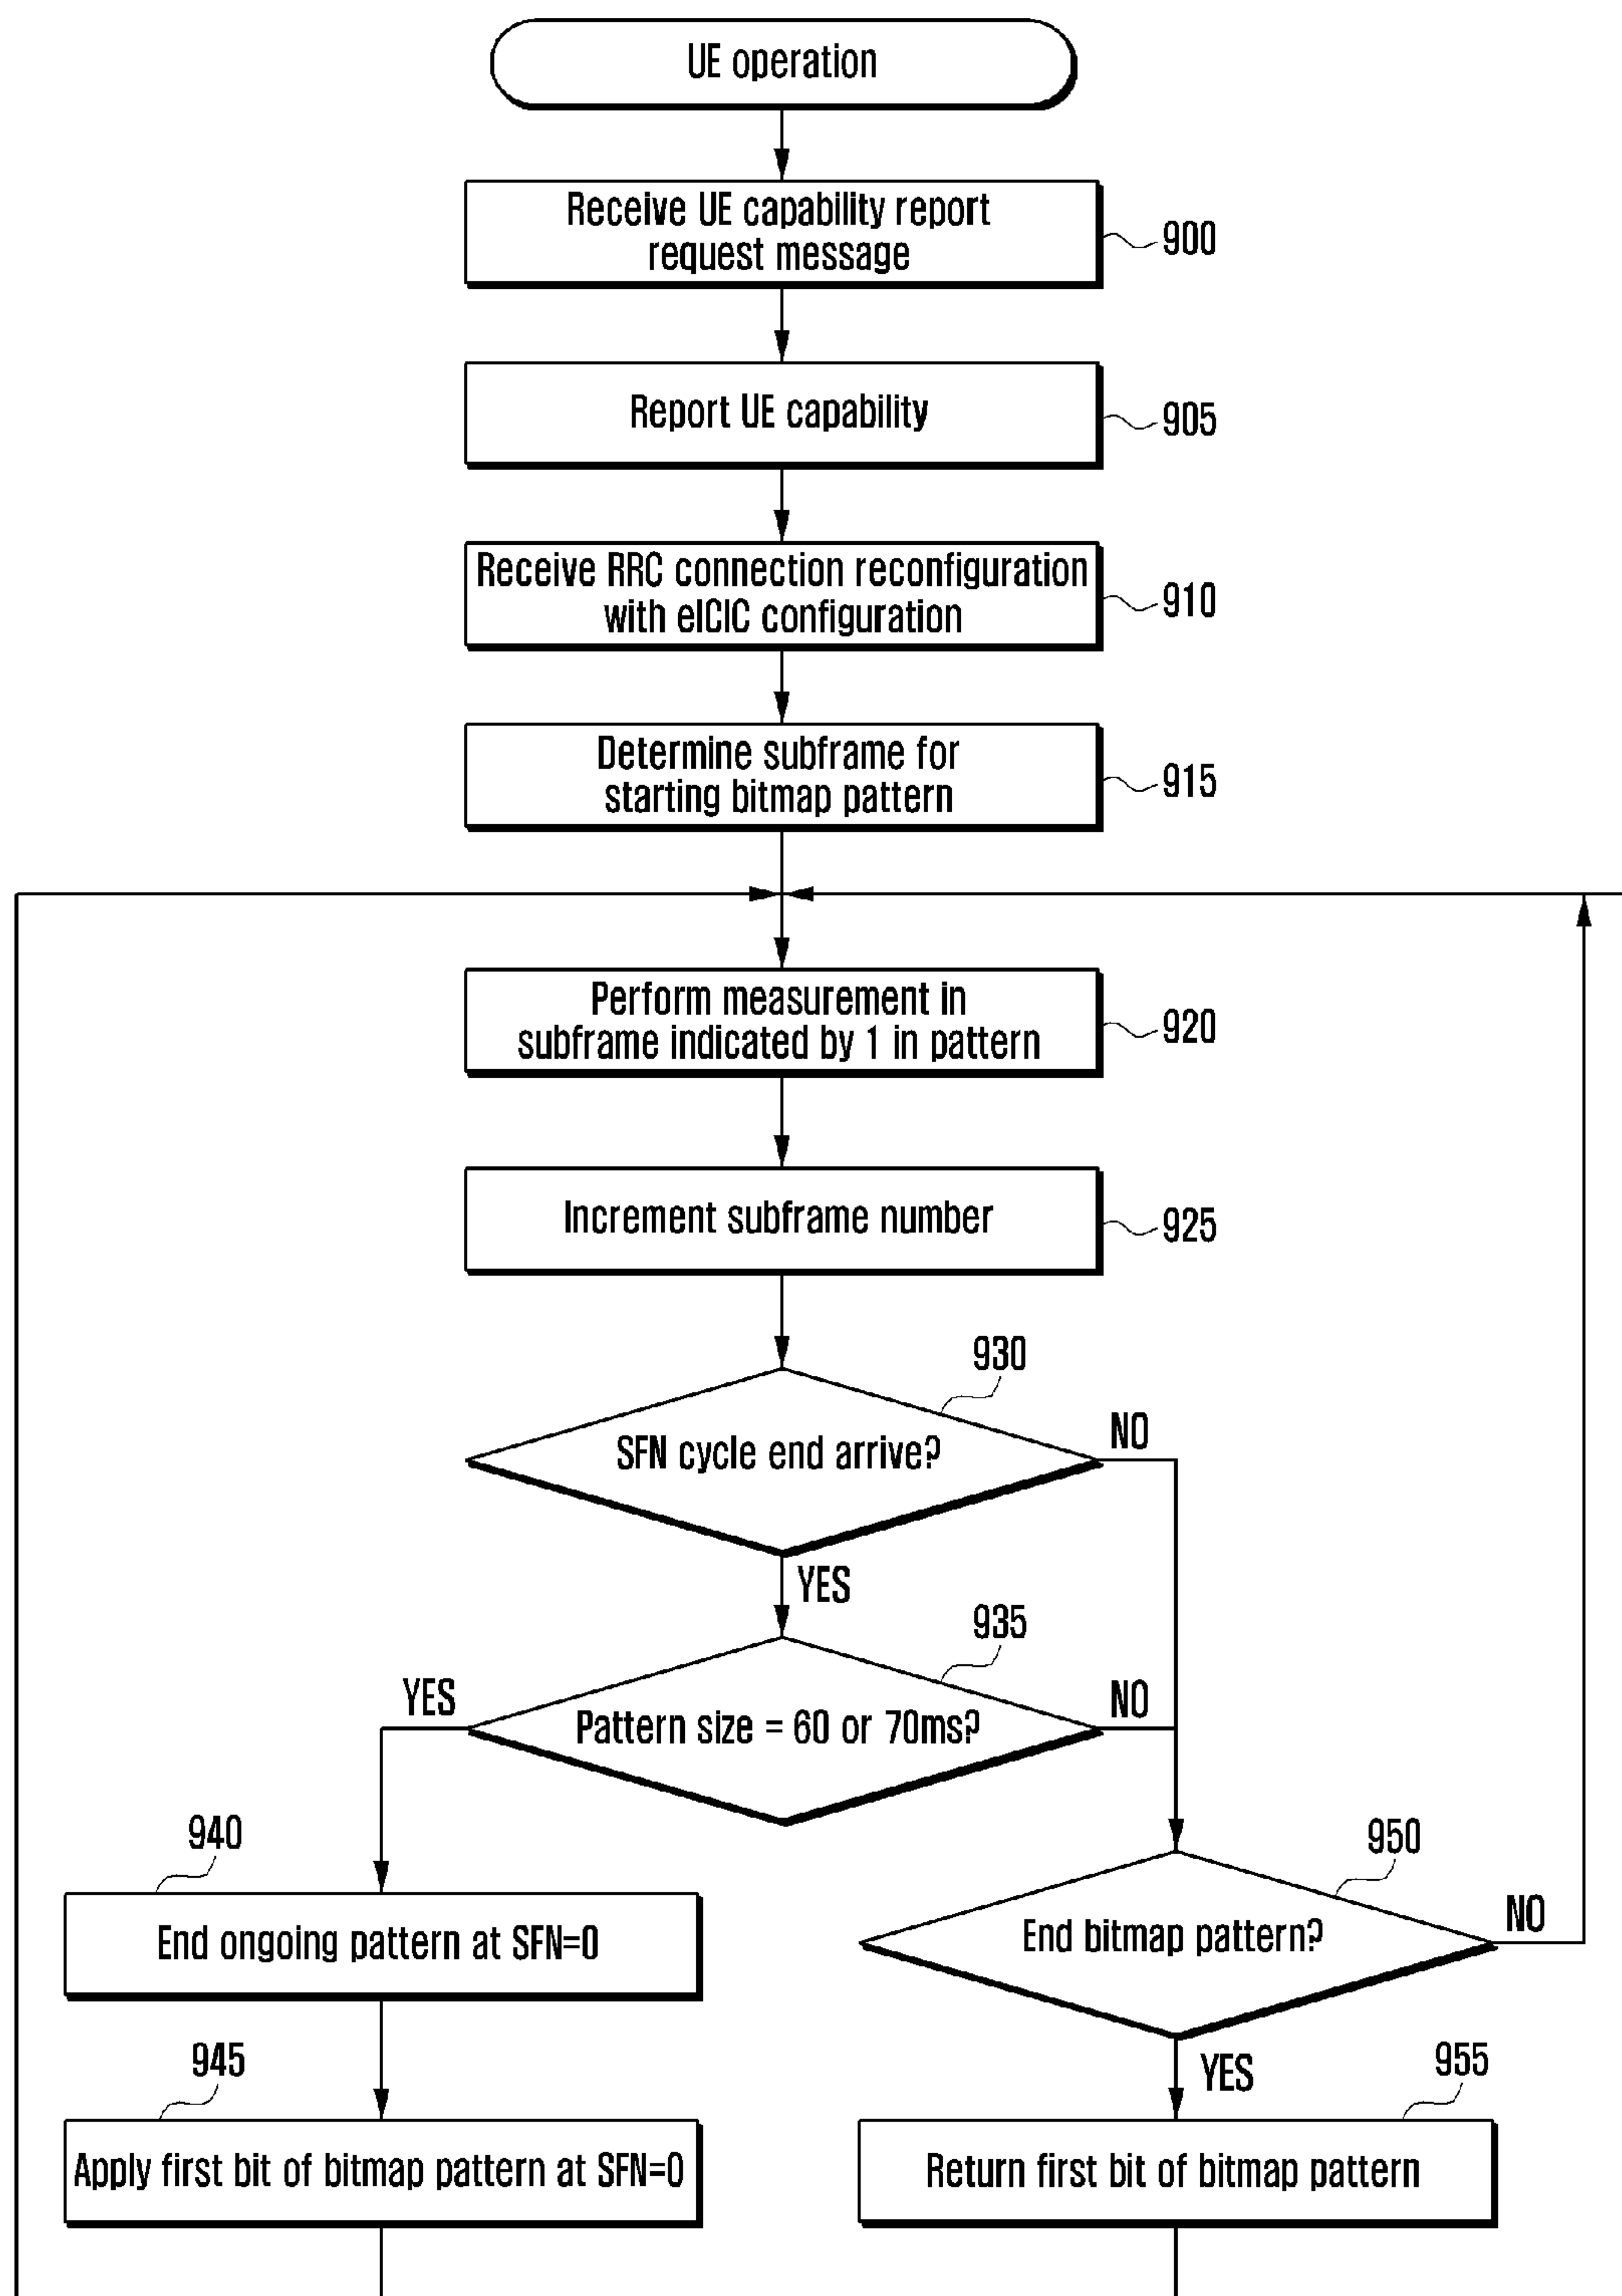 UE operation
Receive UE capability report
request message
900
Report UE capability
905
Receive RRC connection reconfiguration
with eICIC configuration
910
Determine subframe for
starting bitmap pattern
915
Perform measurement in
subframe indicated by 1 in pattern
920
Increment subframe number
925
930
SFN cycle end arrive?
NO
YES
935
Pattern size = 60 or 70ms?
YES
NO
940
End ongoing pattern at SFN=0
950
End bitmap pattern?
NO
YES
945
Apply first bit of bitmap pattern at SFN=0
955
Return first bit of bitmap pattern